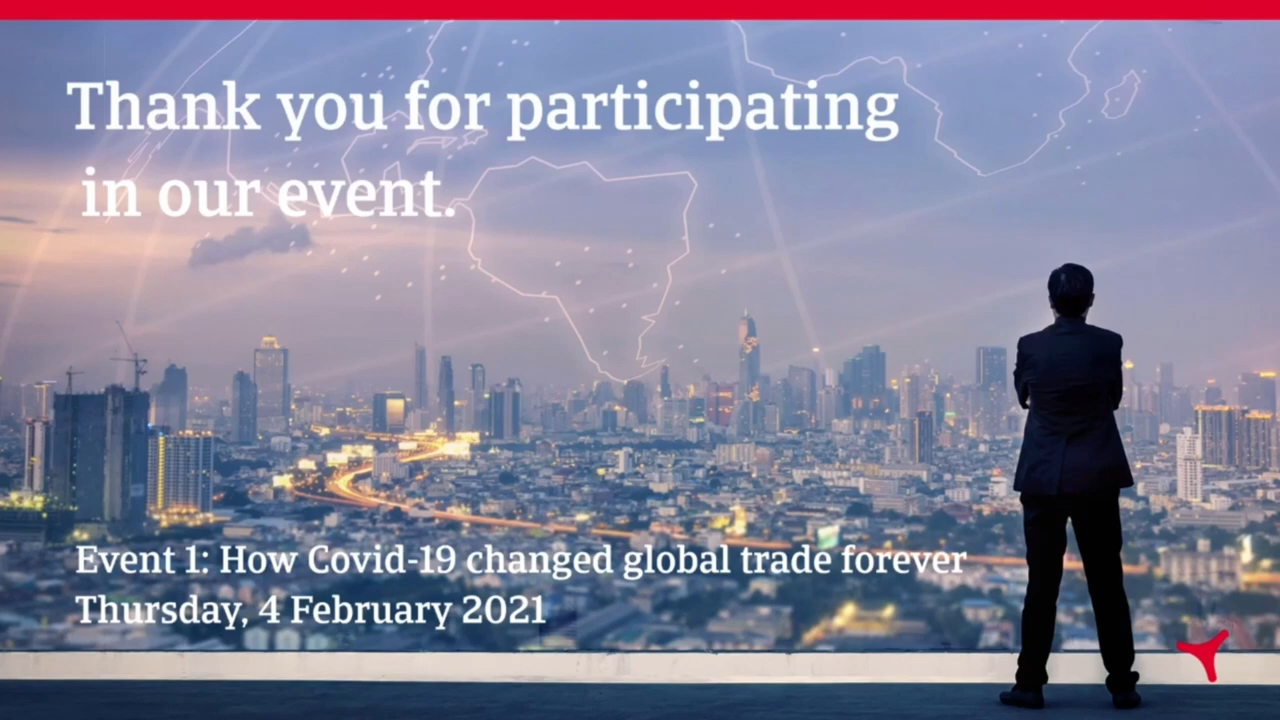 Thank you for participating
in our event.
Event 1: How Covid-19 changed global trade forever
Thursday, 4 February 2021